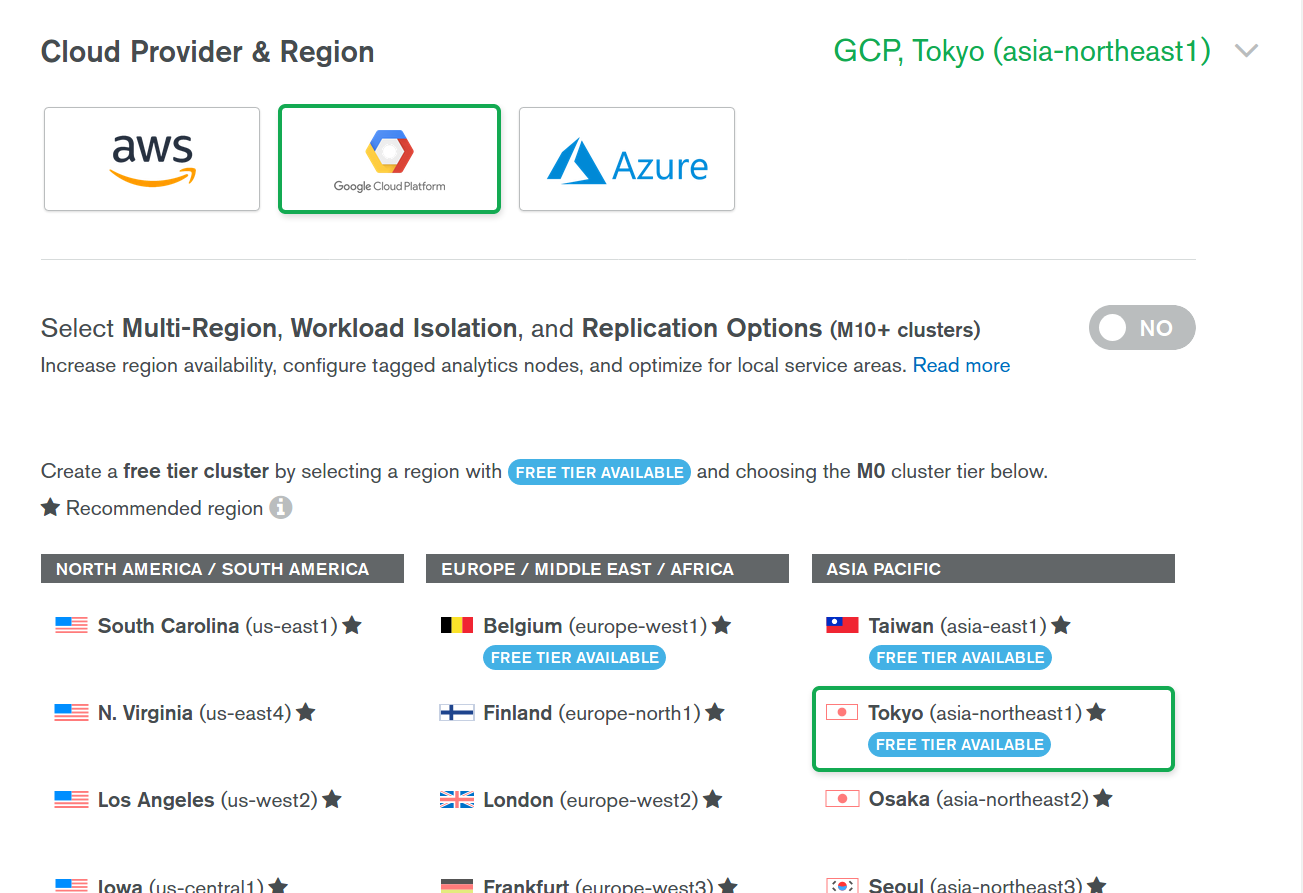 Cloud Provider & Region
GCP, Tokyo (asia-northeast1)
aws
Google Cloud Platform
Azure
Select Multi-Region, Workload Isolation, and Replication Options (M10+ clusters)
NO
Increase region availability, configure tagged analytics nodes, and optimize for local service areas. Read more
Create a free tier cluster by selecting a region with FREE TIER AVAILABLE and choosing the M0 cluster tier below.
★ Recommended region i
NORTH AMERICA / SOUTH AMERICA
South Carolina (us-east1) ★
N. Virginia (us-east4) ★
Los Angeles (us-west2) ★
Iowa (us-central1) ★
EUROPE / MIDDLE EAST / AFRICA
Belgium (europe-west1) ★
FREE TIER AVAILABLE
Finland (europe-north1) ★
London (europe-west2) ★
Frankfurt (europe-west3) ★
ASIA PACIFIC
Taiwan (asia-east1) ★
FREE TIER AVAILABLE
Tokyo (asia-northeast1) ★
FREE TIER AVAILABLE
Osaka (asia-northeast2) ★
Seoul (asia-northeast3) ★